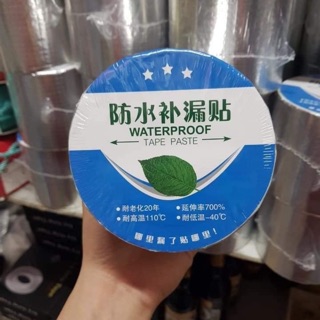 防水补漏贴
WATERPROOF
TAPE PASTE
•耐老化20年 •延伸率700%
•耐高温110℃ •耐低温-40℃
哪里漏了贴哪里!